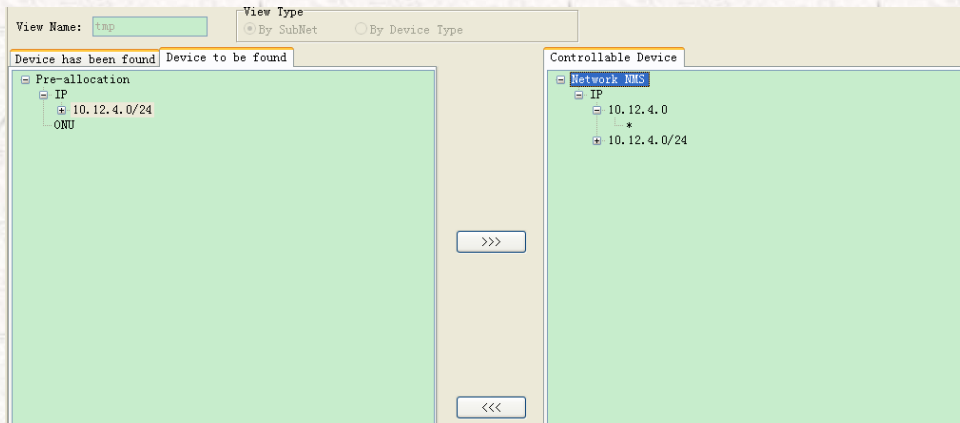 View Name: tmp
View Type
By SubNet By Device Type
Device has been found Device to be found
Pre-allocation
IP
10.12.4.0/24
ONU
>>>
<<<
Controllable Device
Network NMS
IP
10.12.4.0
*
10.12.4.0/24